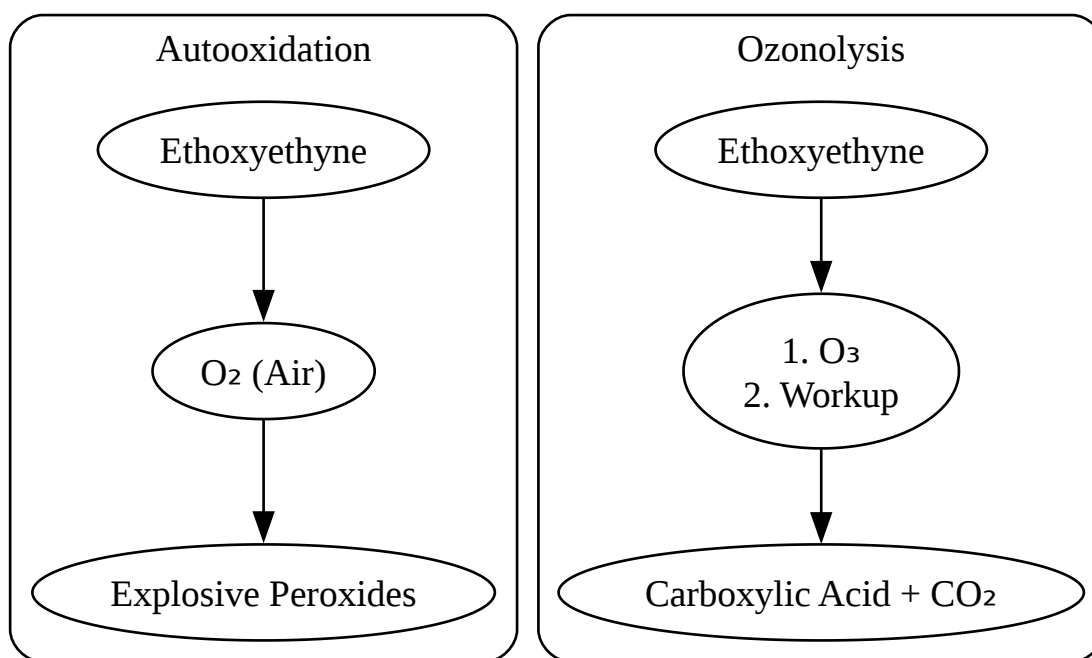 Autooxidation
Ethoxyethyne
O₂ (Air)
Explosive Peroxides
Ozonolysis
Ethoxyethyne
1. O₃
2. Workup
Carboxylic Acid + CO₂